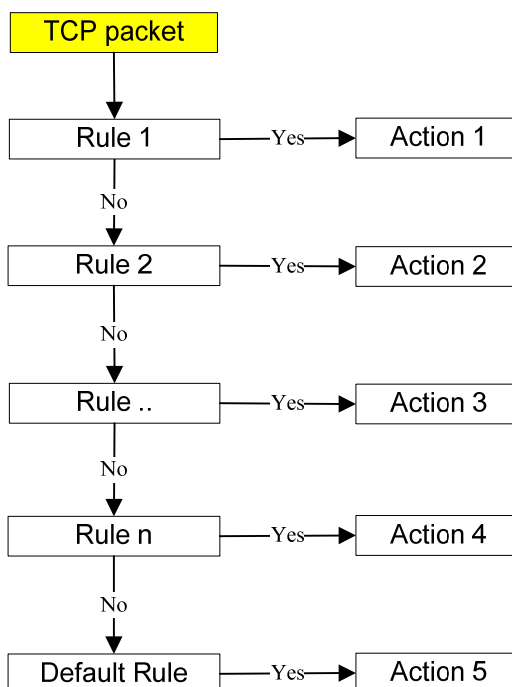 TCP packet
Rule 1
Yes
Action 1
No
Rule 2
Yes
Action 2
No
Rule ..
Yes
Action 3
No
Rule n
Yes
Action 4
No
Default Rule
Yes
Action 5